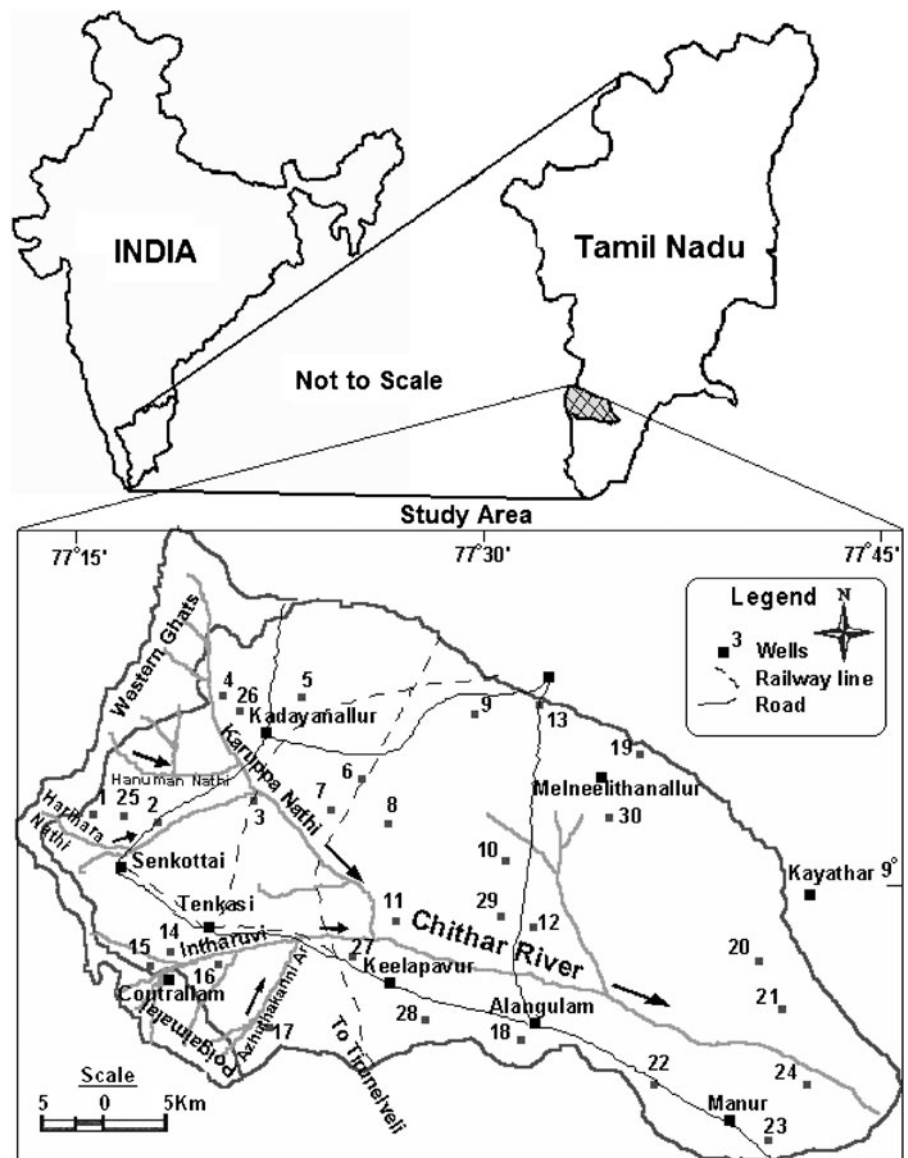 INDIA
Tamil Nadu
Not to Scale
Study Area
77°15'
77°30'
77°45'
Legend
N
3
Wells
Railway line
Road
Western Ghats
4
26
5
Kadayanallur
9
13
19
Karuppa Nathi
Hanuman Nathi
6
Melneelithanallur
1
25
2
3
7
8
30
Harihara
Nathi
Senkottai
10
Kayathar
9°
Tenkasi
11
29
12
Chithar River
14
Intharuvi
15
16
27
Keelapavur
20
Courtrallam
Azhuthakanni Ar
Poigaimalai
17
28
18
Alangulam
21
To Tirunelveli
22
24
Scale
5
0
5Km
Manur
23